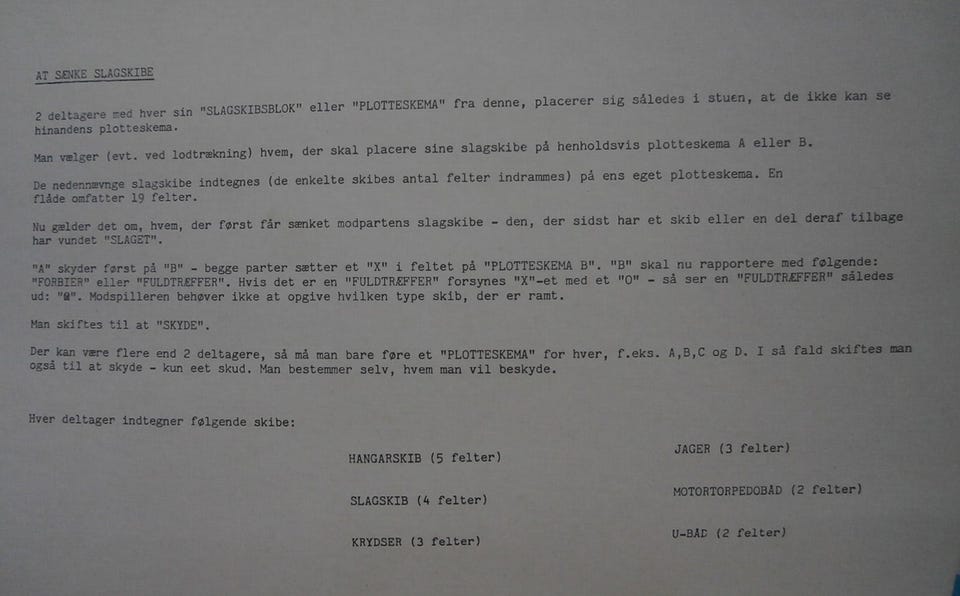 AT SÆNKE SLAGSKIBE
2 deltagere med hver sin "SLAGSKIBSBLOK" eller "PLOTTESKEMA" fra denne, placerer sig således i stuen, at de ikke kan se
hinandens plotteskema.
Man vælger (evt. ved lodtrækning) hvem, der skal placere sine slagskibe på henholdsvis plotteskema A eller B.
De nedennævnge slagskibe indtegnes (de enkelte skibes antal felter indrammes) på ens eget plotteskema. En
flåde omfatter 19 felter.
Nu gælder det om, hvem, der først får sænket modpartens slagskibe - den, der sidst har et skib eller en del deraf tilbage
har vundet "SLAGET".
"A" skyder først på "B" - begge parter sætter et "X" i feltet på "PLOTTESKEMA B". "B" skal nu rapportere med følgende:
"FORBIER" eller "FULDTRÆFFER". Hvis det er en "FULDTRÆFFER" forsynes "X"-et med et "O" - så ser en "FULDTRÆFFER" således
ud: Modspilleren behøver ikke at opgive hvilken type skib, der er ramt.
Man skiftes til at "SKYDE".
Der kan være flere end 2 deltagere, så må man bare føre et "PLOTTESKEMA" for hver, f.eks. A,B,C og D. I så fald skiftes man
også til at skyde - kun eet skud. Man bestemmer selv, hvem man vil beskyde.
Hver deltager indtegner følgende skibe:
HANGARSKIB (5 felter)
SLAGSKIB (4 felter)
KRYDSER (3 felter)
JAGER (3 felter)
MOTORTORPEDOBÅD (2 felter)
U-BÅD (2 felter)